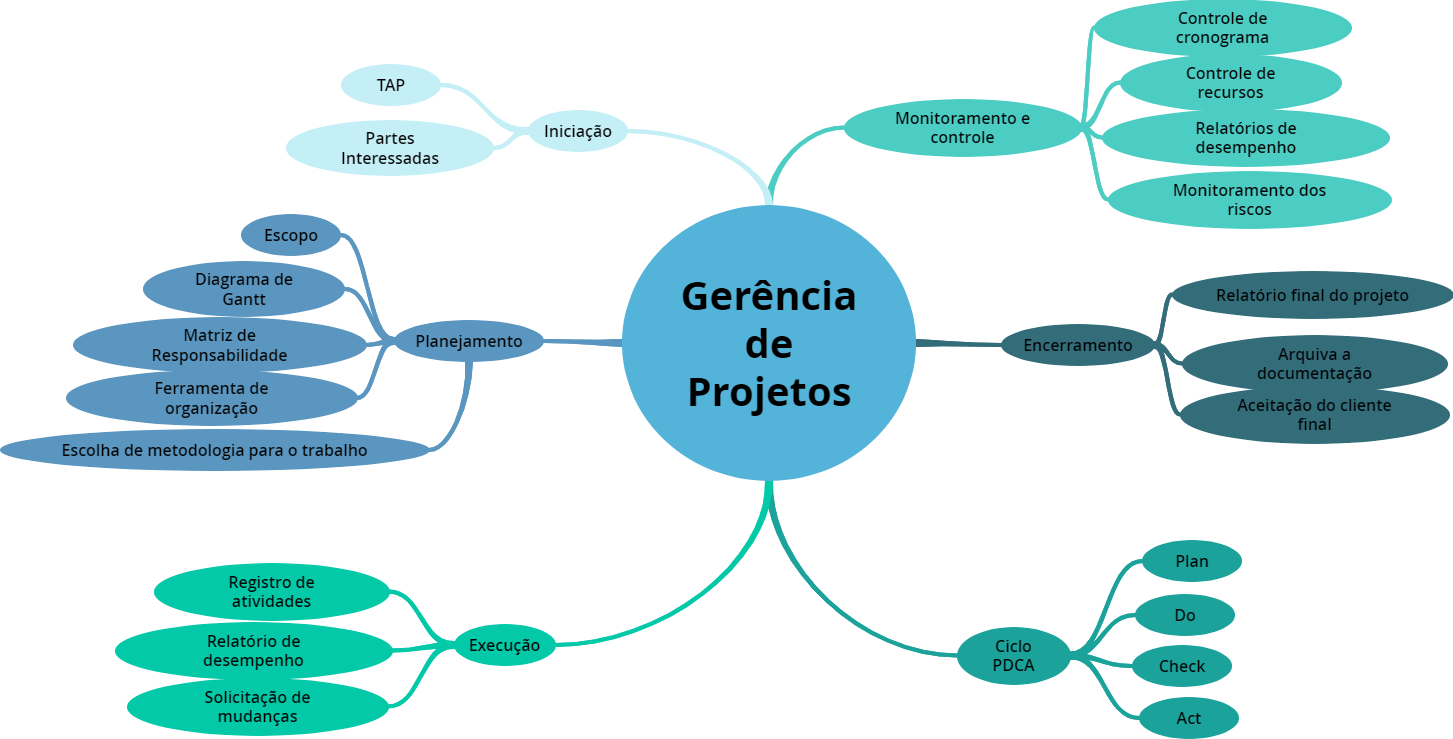 Gerência
de
Projetos
Iniciação
TAP
Partes
Interessadas
Planejamento
Escopo
Diagrama de
Gantt
Matriz de
Responsabilidade
Ferramenta de
organização
Escolha de metodologia para o trabalho
Execução
Registro de
atividades
Relatório de
desempenho
Solicitação de
mudanças
Monitoramento e
controle
Controle de
cronograma
Controle de
recursos
Relatórios de
desempenho
Monitoramento dos
riscos
Encerramento
Relatório final do projeto
Arquiva a
documentação
Aceitação do cliente
final
Ciclo
PDCA
Plan
Do
Check
Act